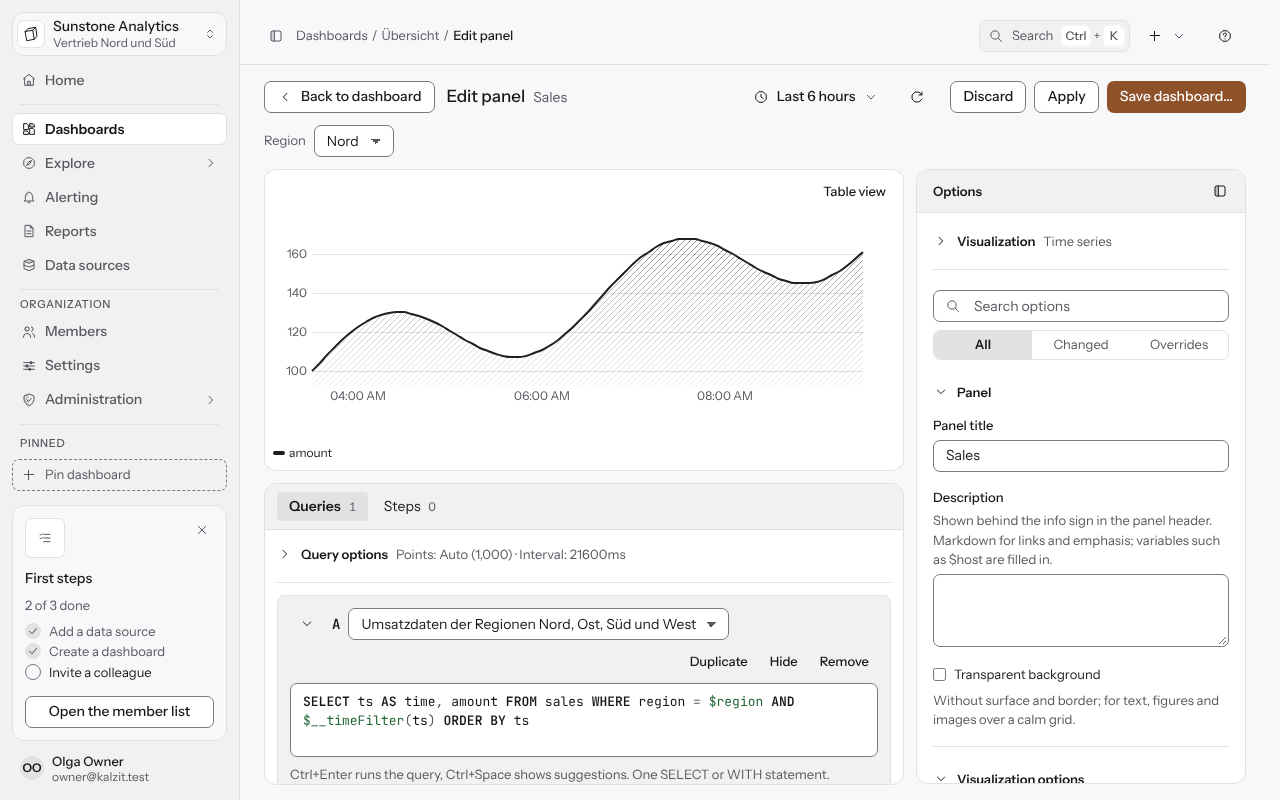 Sunstone Analytics
Vertrieb Nord und Süd
Home
Dashboards
Explore
Alerting
Reports
Data sources
ORGANIZATION
Members
Settings
Administration
PINNED
Pin dashboard
First steps
2 of 3 done
Add a data source
Create a dashboard
Invite a colleague
Open the member list
OO
Olga Owner
owner@kalzit.test
Dashboards / Übersicht / Edit panel
Search Ctrl + K
Back to dashboard
Edit panel Sales
Last 6 hours
Discard
Apply
Save dashboard...
Region
Nord
Table view
160
140
120
100
04:00 AM
06:00 AM
08:00 AM
amount
Queries 1
Steps 0
Query options Points: Auto (1,000) · Interval: 21600ms
A
Umsatzdaten der Regionen Nord, Ost, Süd und West
Duplicate
Hide
Remove
SELECT ts AS time, amount FROM sales WHERE region = $region AND
$__timeFilter(ts) ORDER BY ts
Ctrl+Enter runs the query, Ctrl+Space shows suggestions. One SELECT or WITH statement.
Options
Visualization Time series
Search options
All
Changed
Overrides
Panel
Panel title
Sales
Description
Shown behind the info sign in the panel header.
Markdown for links and emphasis; variables such
as $host are filled in.
Transparent background
Without surface and border; for text, figures and
images over a calm grid.
Visualization options